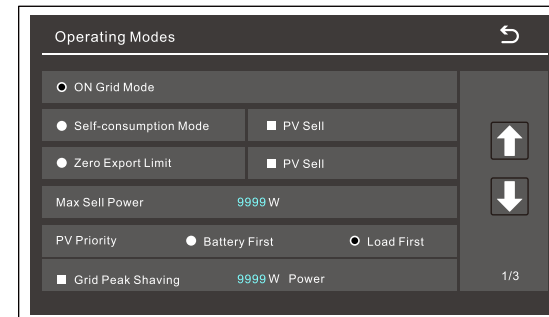 Operating Modes
ON Grid Mode
Self-consumption Mode PV Sell
Zero Export Limit PV Sell
Max Sell Power 9999 W
PV Priority Battery First Load First
Grid Peak Shaving 9999 W Power
1/3